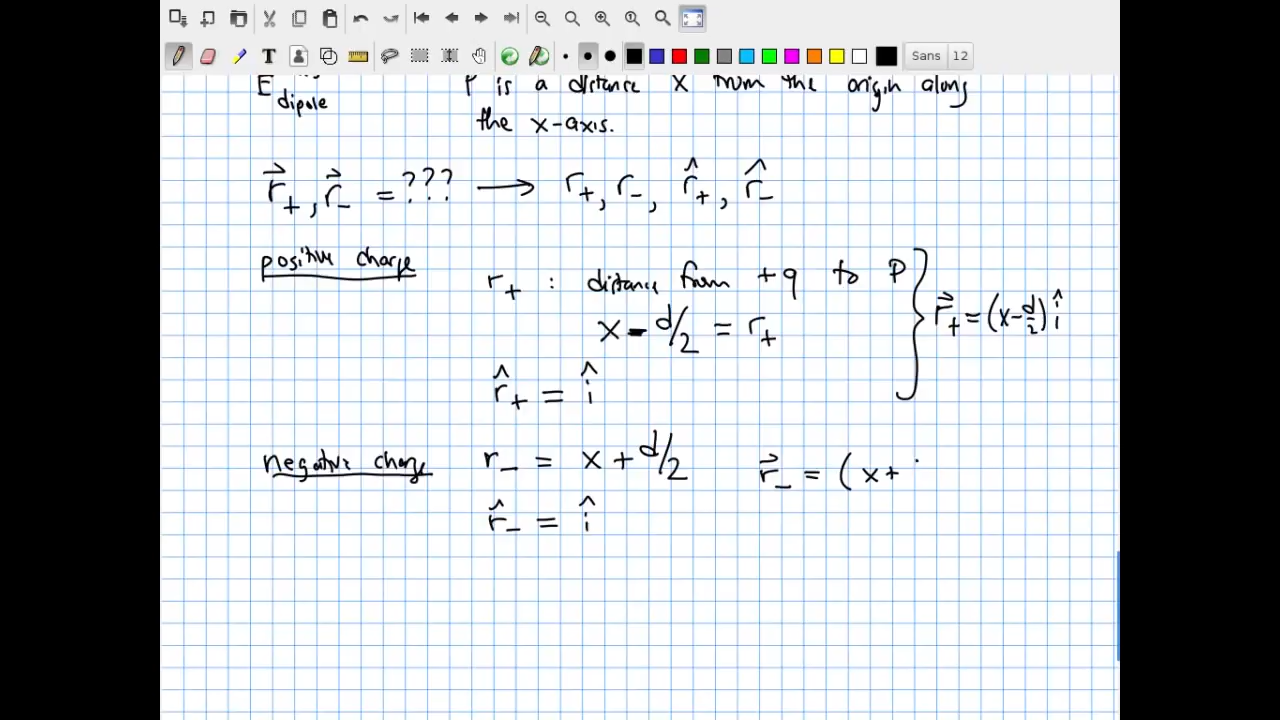 Sans 12
E dipole
P is a distance x from the origin along
the x-axis.
r⃗₊, r⃗₋ = ??? → r₊, r₋, r̂₊, r̂₋
positive charge
r₊ : distance from +q to P
x - d/2 = r₊
r̂₊ = î
r⃗₊ = (x - d/2) î
negative charge
r₋ = x + d/2
r⃗₋ = ( x +
r̂₋ = î